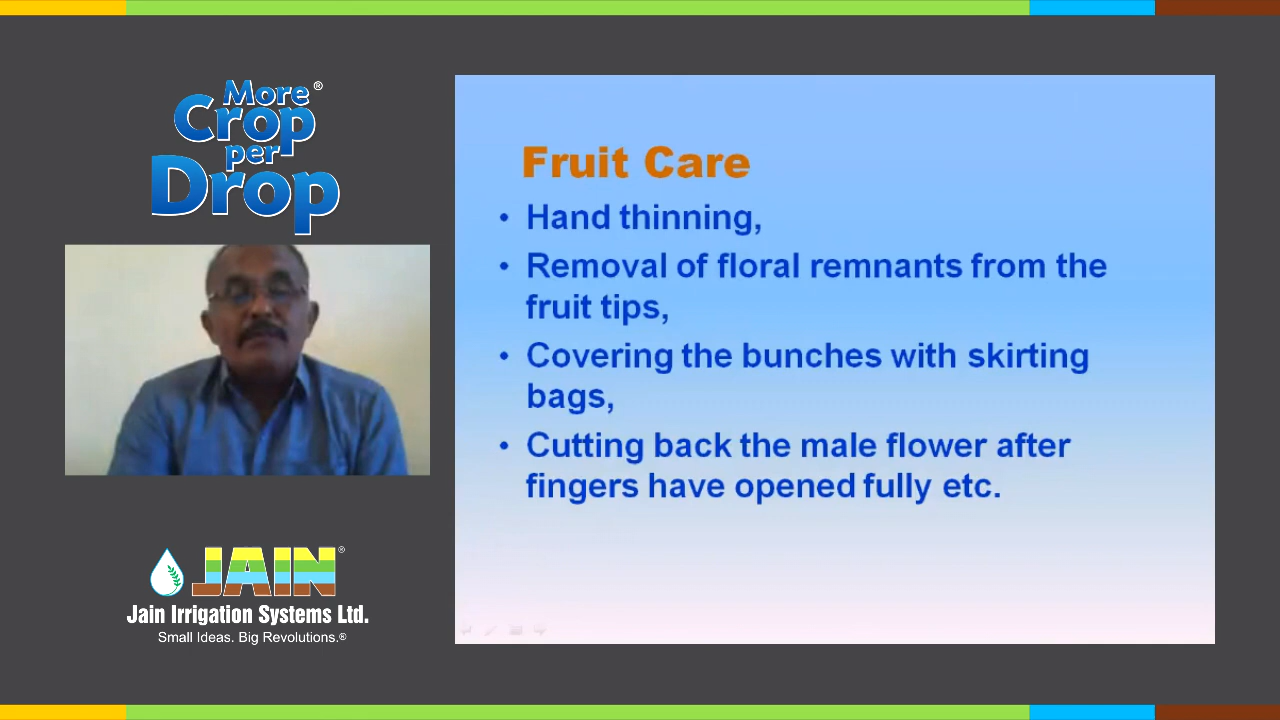 More
Crop
per
Drop®
Fruit Care
• Hand thinning,
• Removal of floral remnants from the
fruit tips,
• Covering the bunches with skirting
bags,
• Cutting back the male flower after
fingers have opened fully etc.
JAIN®
Jain Irrigation Systems Ltd.
Small Ideas. Big Revolutions.®